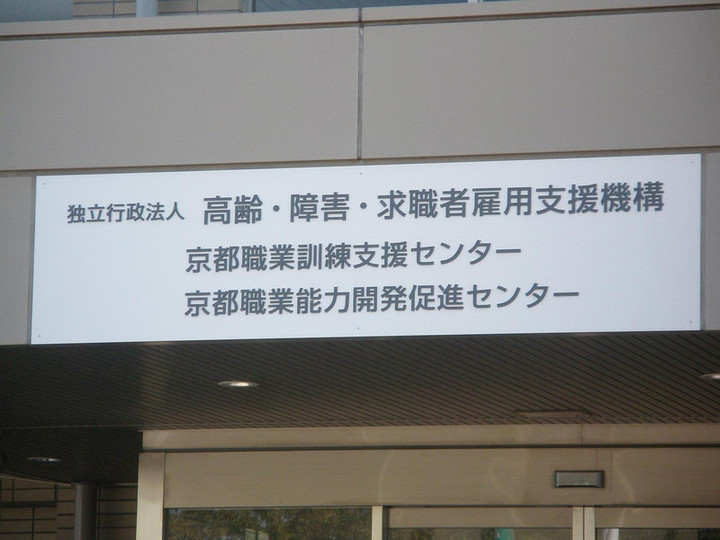 独立行政法人 高齢・障害・求職者雇用支援機構
京都職業訓練支援センター
京都職業能力開発促進センター